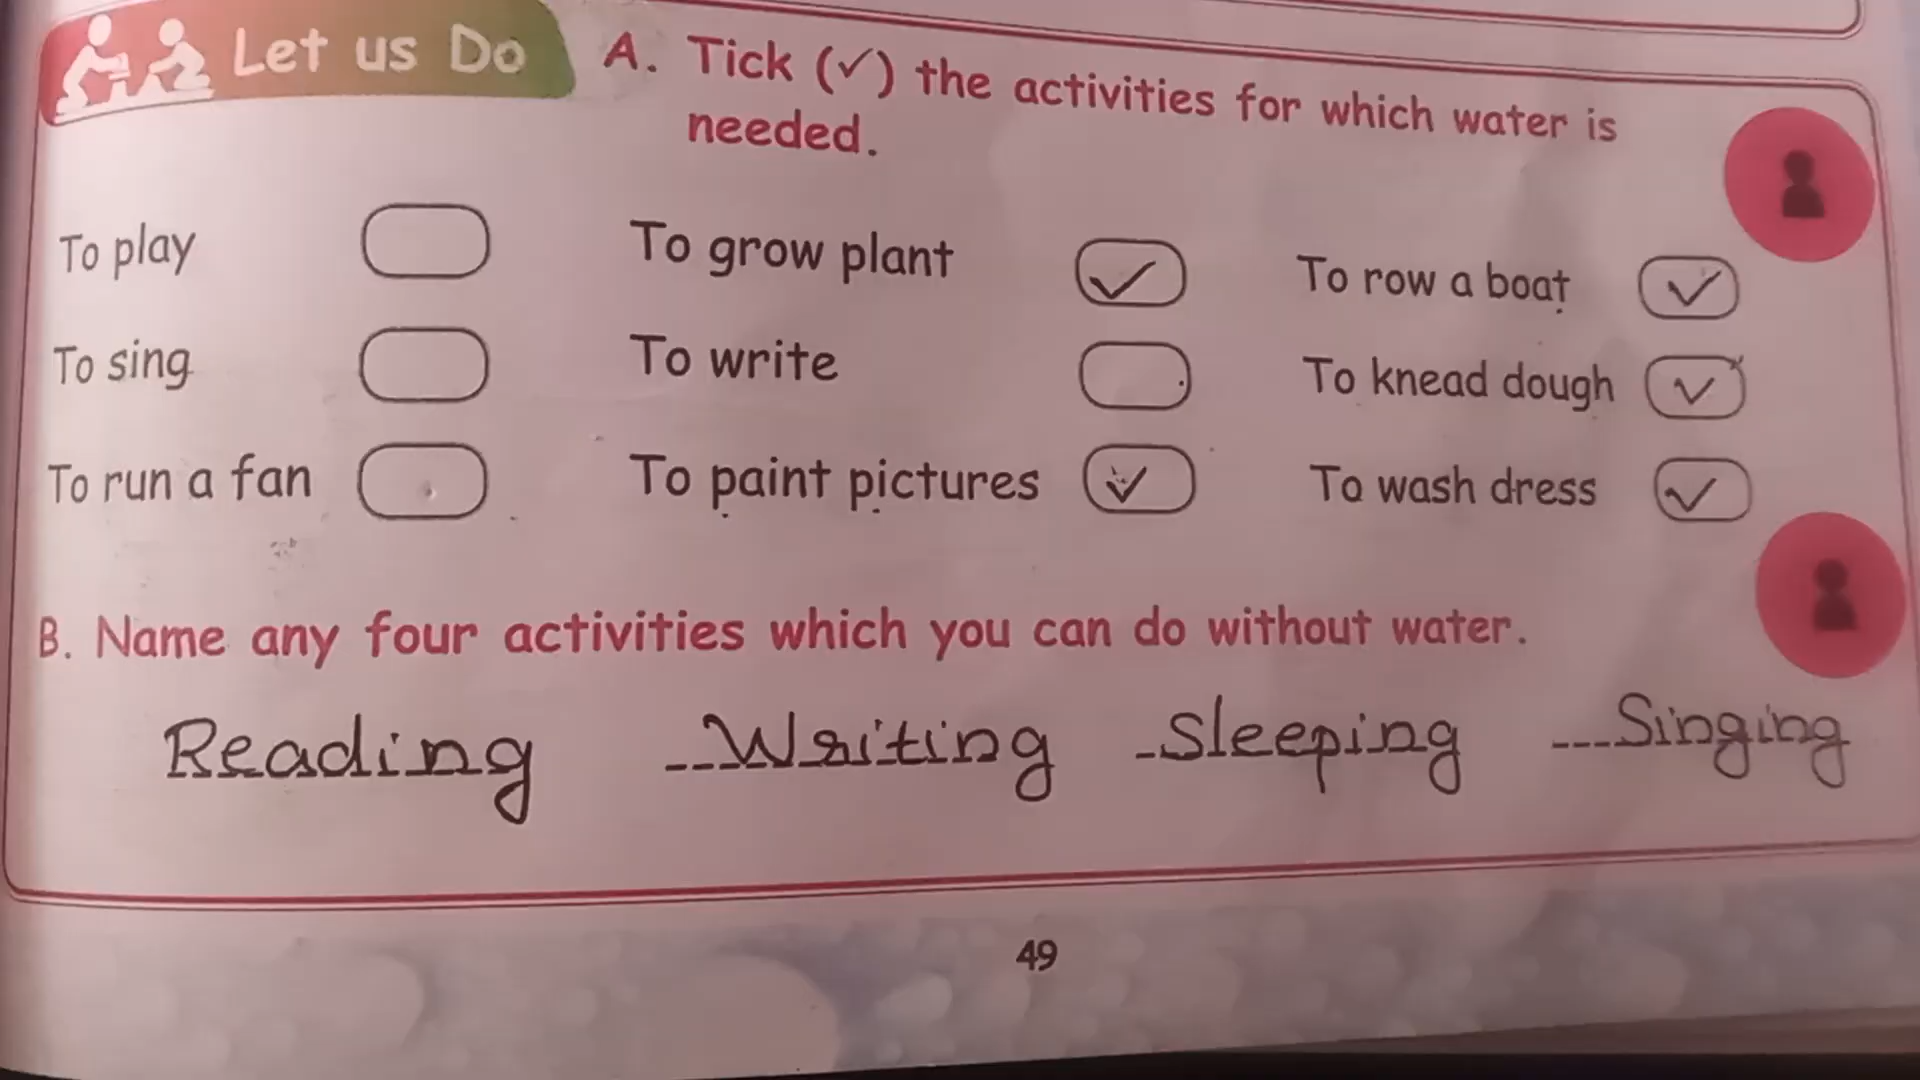 Let us Do
A. Tick (✓) the activities for which water is
needed.
To play
To grow plant ✓
To row a boat ✓
To sing
To write
To knead dough ✓
To run a fan
To paint pictures ✓
To wash dress ✓
B. Name any four activities which you can do without water.
Reading Writing Sleeping Singing
49